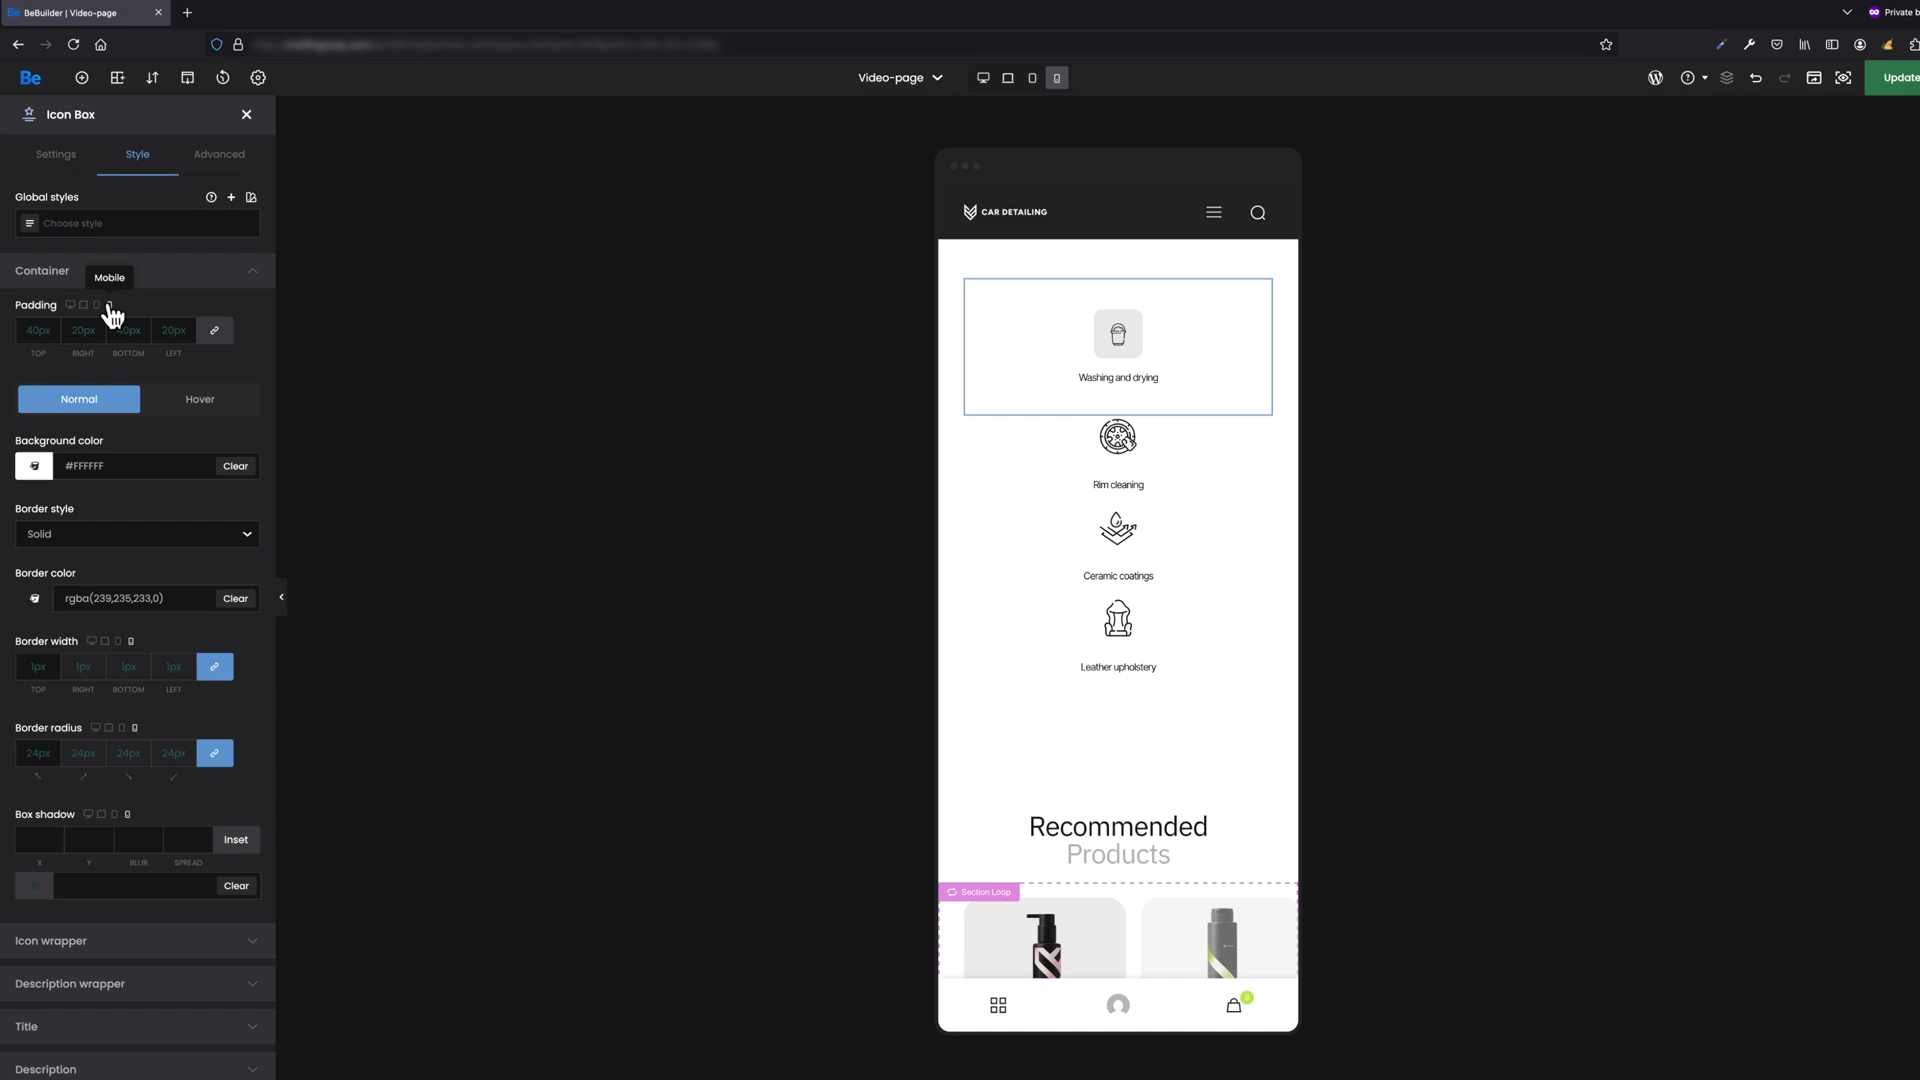 Be BeBuilder | Video-page
Private b
Be
Video-page
Update
Icon Box
Settings
Style
Advanced
Global styles
Choose style
Container
Mobile
Padding
40px 20px 20px
TOP RIGHT BOTTOM LEFT
Normal
Hover
Background color
#FFFFFF
Clear
Border style
Solid
Border color
rgba(239,235,233,0)
Clear
Border width
1px 1px 1px 1px
TOP RIGHT BOTTOM LEFT
Border radius
24px 24px 24px 24px
Box shadow
Inset
X Y BLUR SPREAD
Clear
Icon wrapper
Description wrapper
Title
Description
CAR DETAILING
Washing and drying
Rim cleaning
Ceramic coatings
Leather upholstery
Recommended
Products
Section Loop